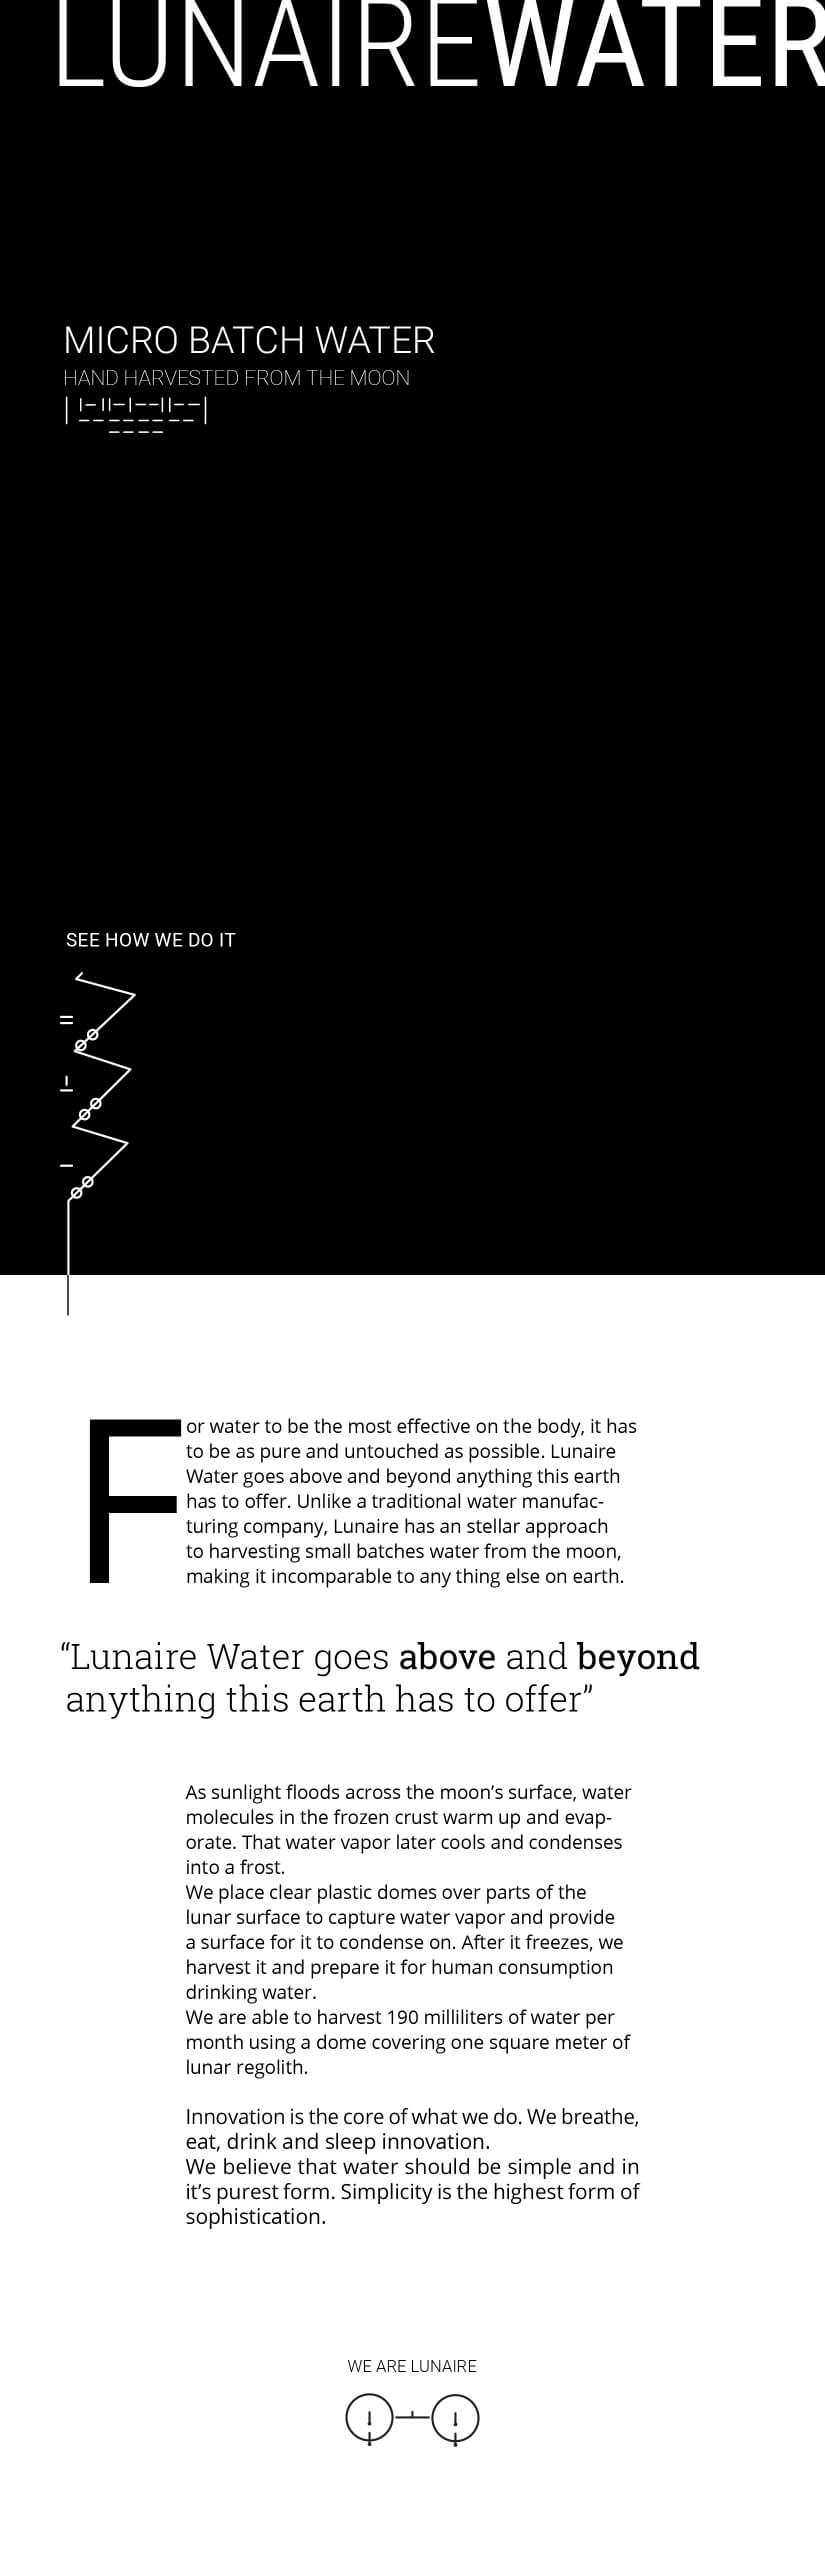 LUNAIREWATER
MICRO BATCH WATER
HAND HARVESTED FROM THE MOON
SEE HOW WE DO IT
For water to be the most effective on the body, it has
to be as pure and untouched as possible. Lunaire
Water goes above and beyond anything this earth
has to offer. Unlike a traditional water manufac-
turing company, Lunaire has an stellar approach
to harvesting small batches water from the moon,
making it incomparable to any thing else on earth.
“Lunaire Water goes above and beyond
anything this earth has to offer”
As sunlight floods across the moon’s surface, water
molecules in the frozen crust warm up and evap-
orate. That water vapor later cools and condenses
into a frost.
We place clear plastic domes over parts of the
lunar surface to capture water vapor and provide
a surface for it to condense on. After it freezes, we
harvest it and prepare it for human consumption
drinking water.
We are able to harvest 190 milliliters of water per
month using a dome covering one square meter of
lunar regolith.
Innovation is the core of what we do. We breathe,
eat, drink and sleep innovation.
We believe that water should be simple and in
it’s purest form. Simplicity is the highest form of
sophistication.
WE ARE LUNAIRE